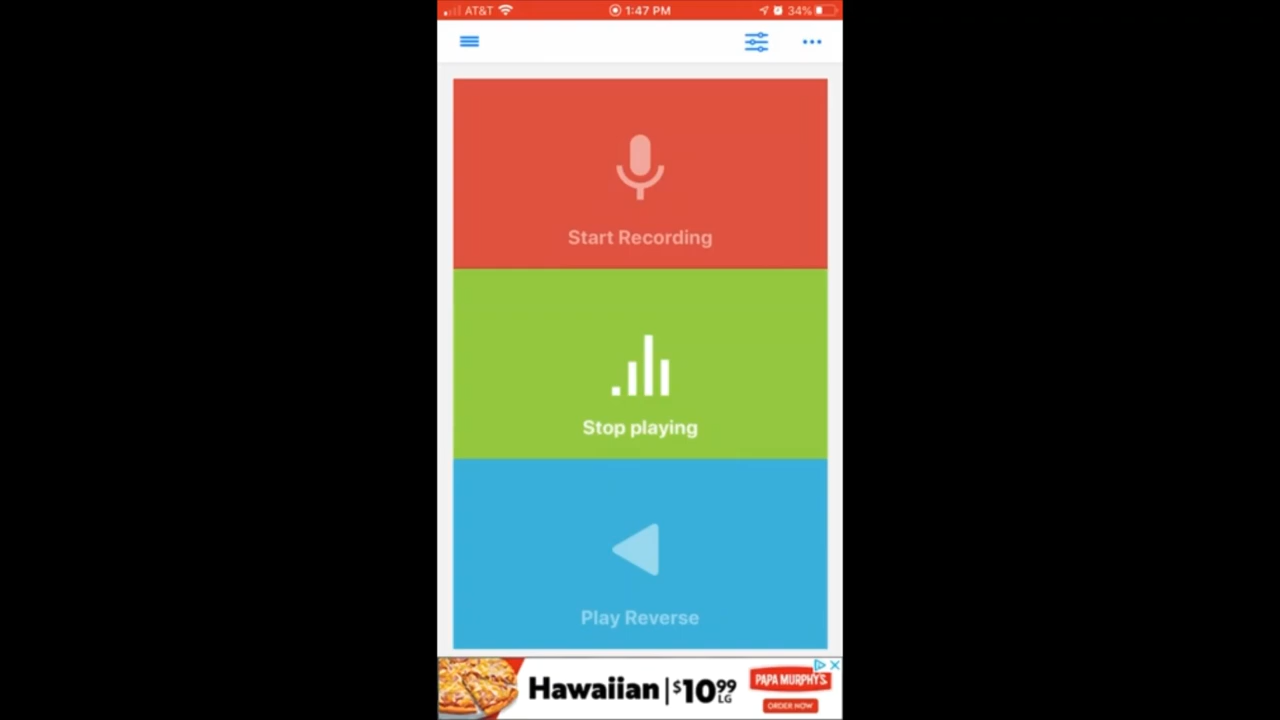 AT&T 1:47 PM 34%
Start Recording
Stop playing
Play Reverse
Hawaiian $10.99 LG PAPA MURPHY'S
ORDER NOW